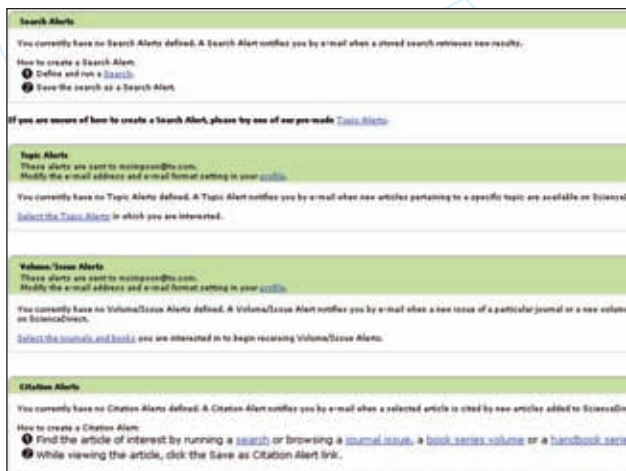 Search Alerts
You currently have no Search Alerts defined. A Search Alert notifies you by e-mail when a stored search retrieves new results.
How to create a Search Alert:
1 Define and run a Search.
2 Save the search as a Search Alert.
If you are unsure of how to create a Search Alert, please try one of our pre-made Topic Alerts.
Topic Alerts
These alerts are sent to
Modify the e-mail address and e-mail format setting in your profile.
You currently have no Topic Alerts defined. A Topic Alert notifies you by e-mail when new articles pertaining to a specific topic are available on
Select the Topic Alerts in which you are interested.
Volume/Issue Alerts
These alerts are sent to
Modify the e-mail address and e-mail format setting in your profile.
You currently have no Volume/Issue Alerts defined. A Volume/Issue Alert notifies you by e-mail when a new issue of a particular journal or a new volume
on ScienceDirect.
Select the journals and books you are interested in to begin receiving Volume/Issue Alerts.
Citation Alerts
You currently have no Citation Alerts defined. A Citation Alert notifies you by e-mail when a selected article is cited by new articles added to
How to create a Citation Alert:
1 Find the article of interest by running a search or browsing a journal issue, a book series volume or a handbook serie
2 While viewing the article, click the Save as Citation Alert link.